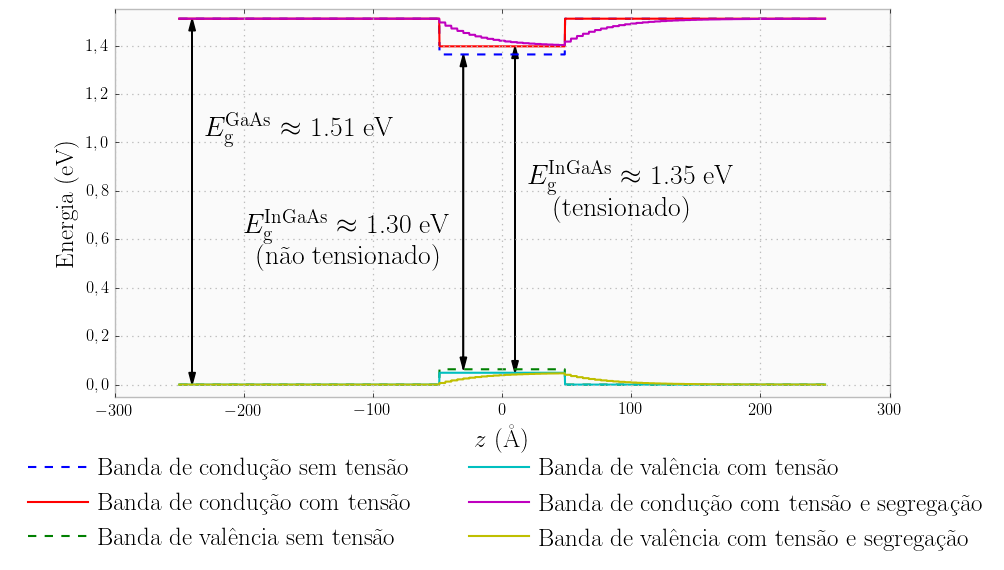 1, 4
1, 2
1, 0
0, 8
0, 6
0, 4
0, 2
0, 0
Energia (eV)
E_g^GaAs ≈ 1.51 eV
E_g^InGaAs ≈ 1.35 eV
(tensionado)
E_g^InGaAs ≈ 1.30 eV
(não tensionado)
−300 −200 −100 0 100 200 300
z (Å)
Banda de condução sem tensão
Banda de condução com tensão
Banda de valência sem tensão
Banda de valência com tensão
Banda de condução com tensão e segregação
Banda de valência com tensão e segregação